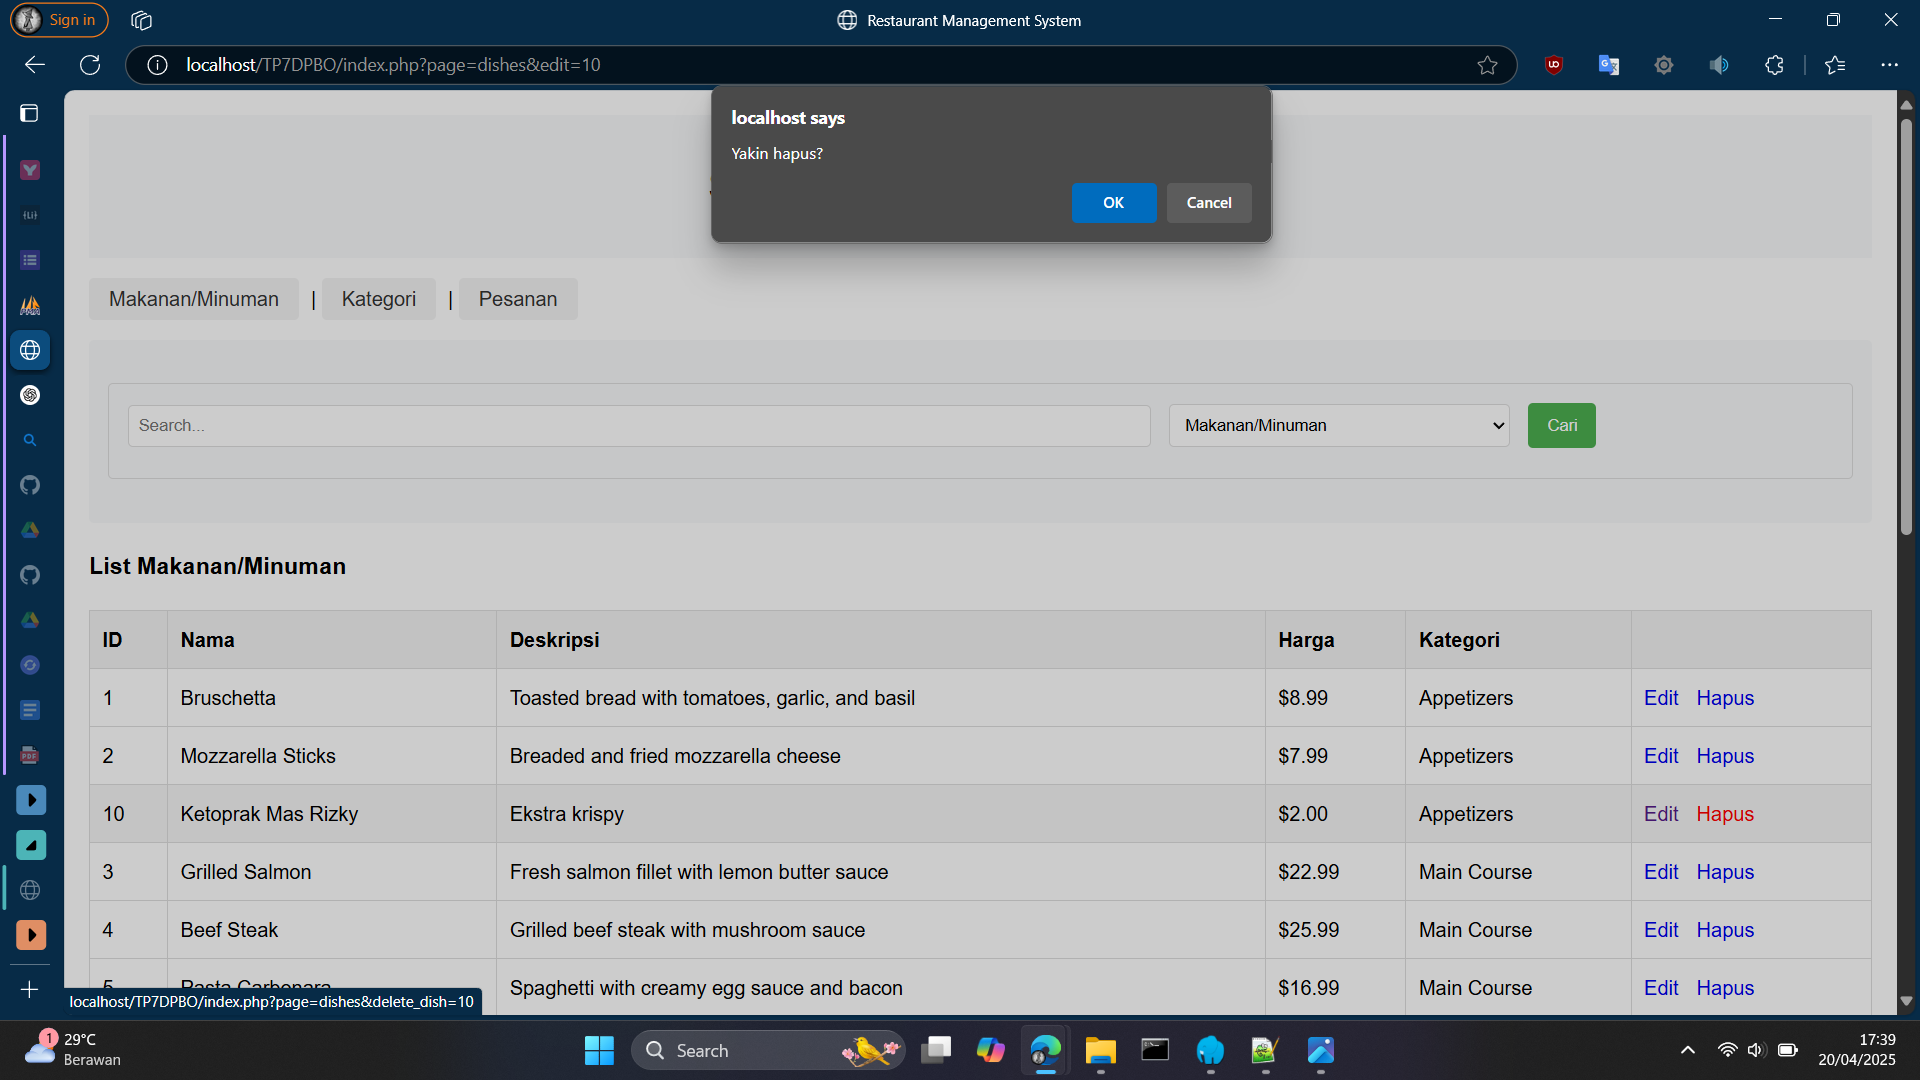 Sign in
Restaurant Management System
localhost/TP7DPBO/index.php?page=dishes&edit=10
localhost says
Yakin hapus?
OK Cancel
Makanan/Minuman | Kategori | Pesanan
Search... Makanan/Minuman Cari
List Makanan/Minuman
ID Nama Deskripsi Harga Kategori
1 Bruschetta Toasted bread with tomatoes, garlic, and basil $8.99 Appetizers Edit Hapus
2 Mozzarella Sticks Breaded and fried mozzarella cheese $7.99 Appetizers Edit Hapus
10 Ketoprak Mas Rizky Ekstra krispy $2.00 Appetizers Edit Hapus
3 Grilled Salmon Fresh salmon fillet with lemon butter sauce $22.99 Main Course Edit Hapus
4 Beef Steak Grilled beef steak with mushroom sauce $25.99 Main Course Edit Hapus
5 Pasta Carbonara Spaghetti with creamy egg sauce and bacon $16.99 Main Course Edit Hapus
localhost/TP7DPBO/index.php?page=dishes&delete_dish=10
1
29°C
Berawan
Search
17:39
20/04/2025